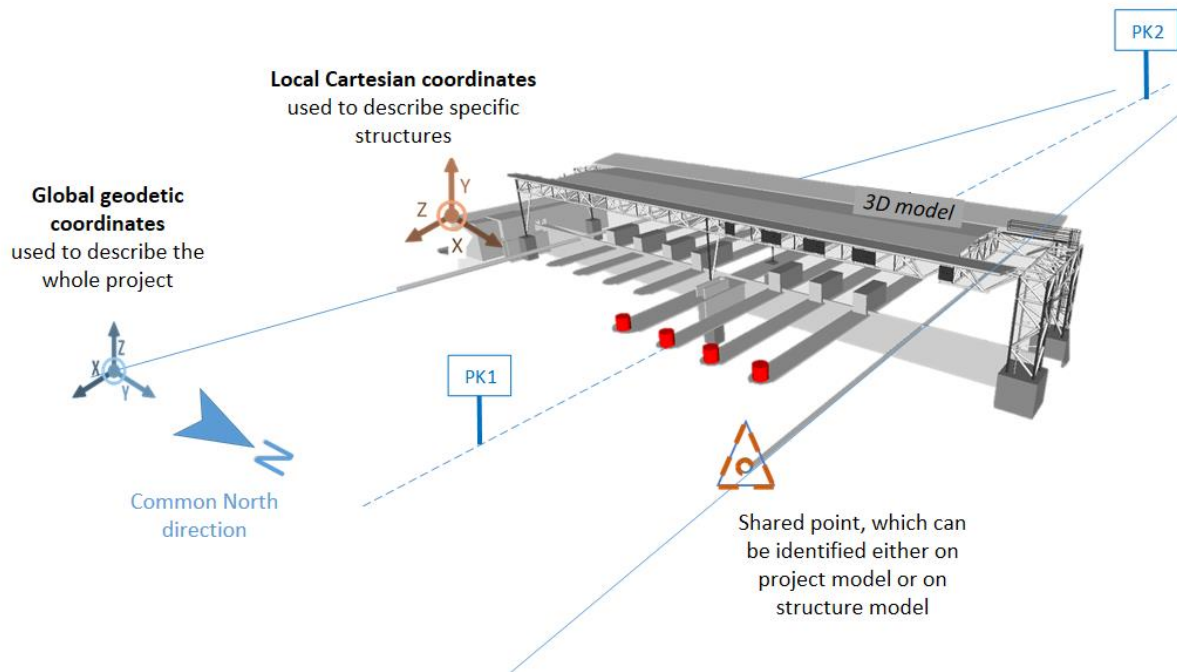 PK2
Local Cartesian coordinates
used to describe specific
structures
Y
Z
X
3D model
Global geodetic
coordinates
used to describe the
whole project
Z
X
Y
PK1
N
Common North
direction
Shared point, which can
be identified either on
project model or on
structure model